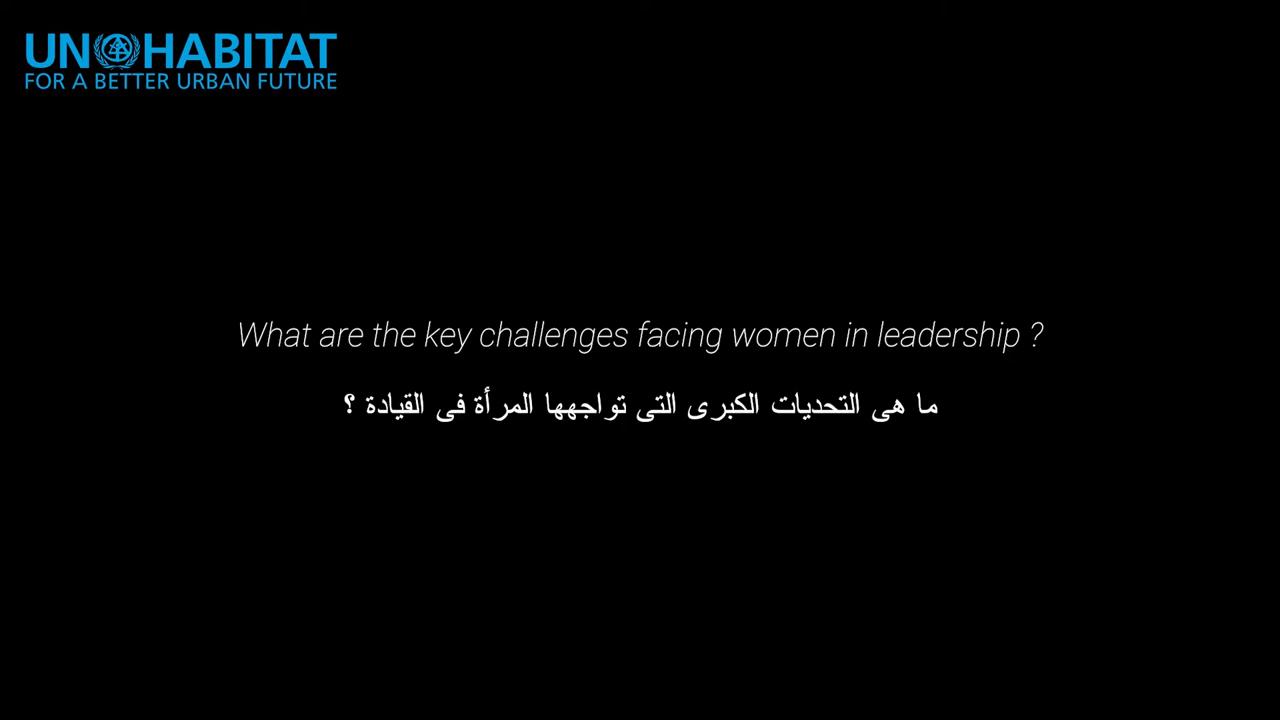 UN HABITAT
FOR A BETTER URBAN FUTURE
What are the key challenges facing women in leadership ?
ما هى التحديات الكبرى التى تواجهها المرأة فى القيادة ؟